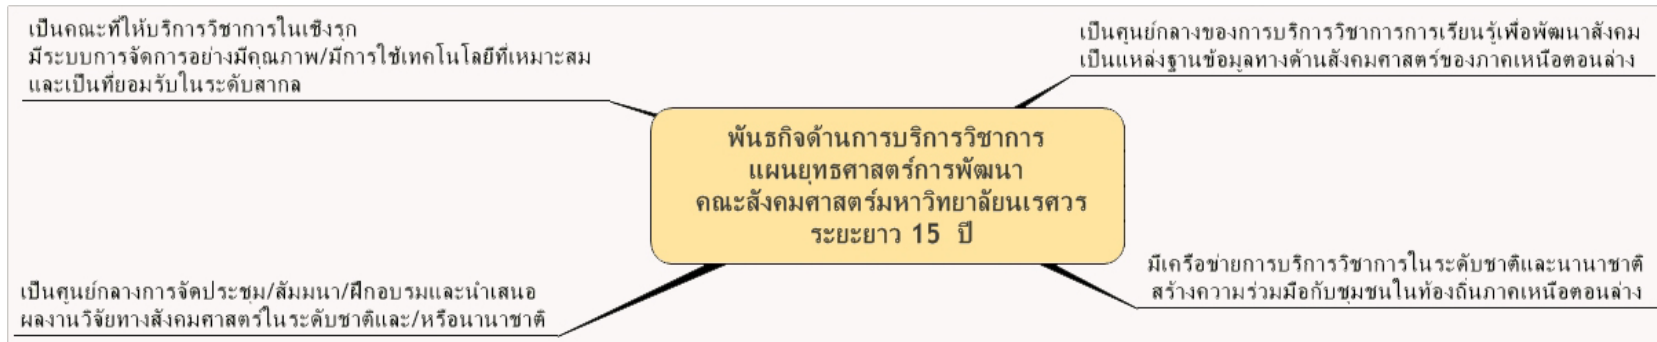 เป็นคณะที่ให้บริการวิชาการในเชิงรุก
มีระบบการจัดการอย่างมีคุณภาพ/มีการใช้เทคโนโลยีที่เหมาะสม
และเป็นที่ยอมรับในระดับสากล
เป็นศูนย์กลางของการบริการวิชาการการเรียนรู้เพื่อพัฒนาสังคม
เป็นแหล่งฐานข้อมูลทางด้านสังคมศาสตร์ของภาคเหนือตอนล่าง
พันธกิจด้านการบริการวิชาการ
แผนยุทธศาสตร์การพัฒนา
คณะสังคมศาสตร์มหาวิทยาลัยนเรศวร
ระยะยาว 15 ปี
เป็นศูนย์กลางการจัดประชุม/สัมมนา/ฝึกอบรมและนำเสนอ
ผลงานวิจัยทางสังคมศาสตร์ในระดับชาติและ/หรือนานาชาติ
มีเครือข่ายการบริการวิชาการในระดับชาติและนานาชาติ
สร้างความร่วมมือกับชุมชนในท้องถิ่นภาคเหนือตอนล่าง